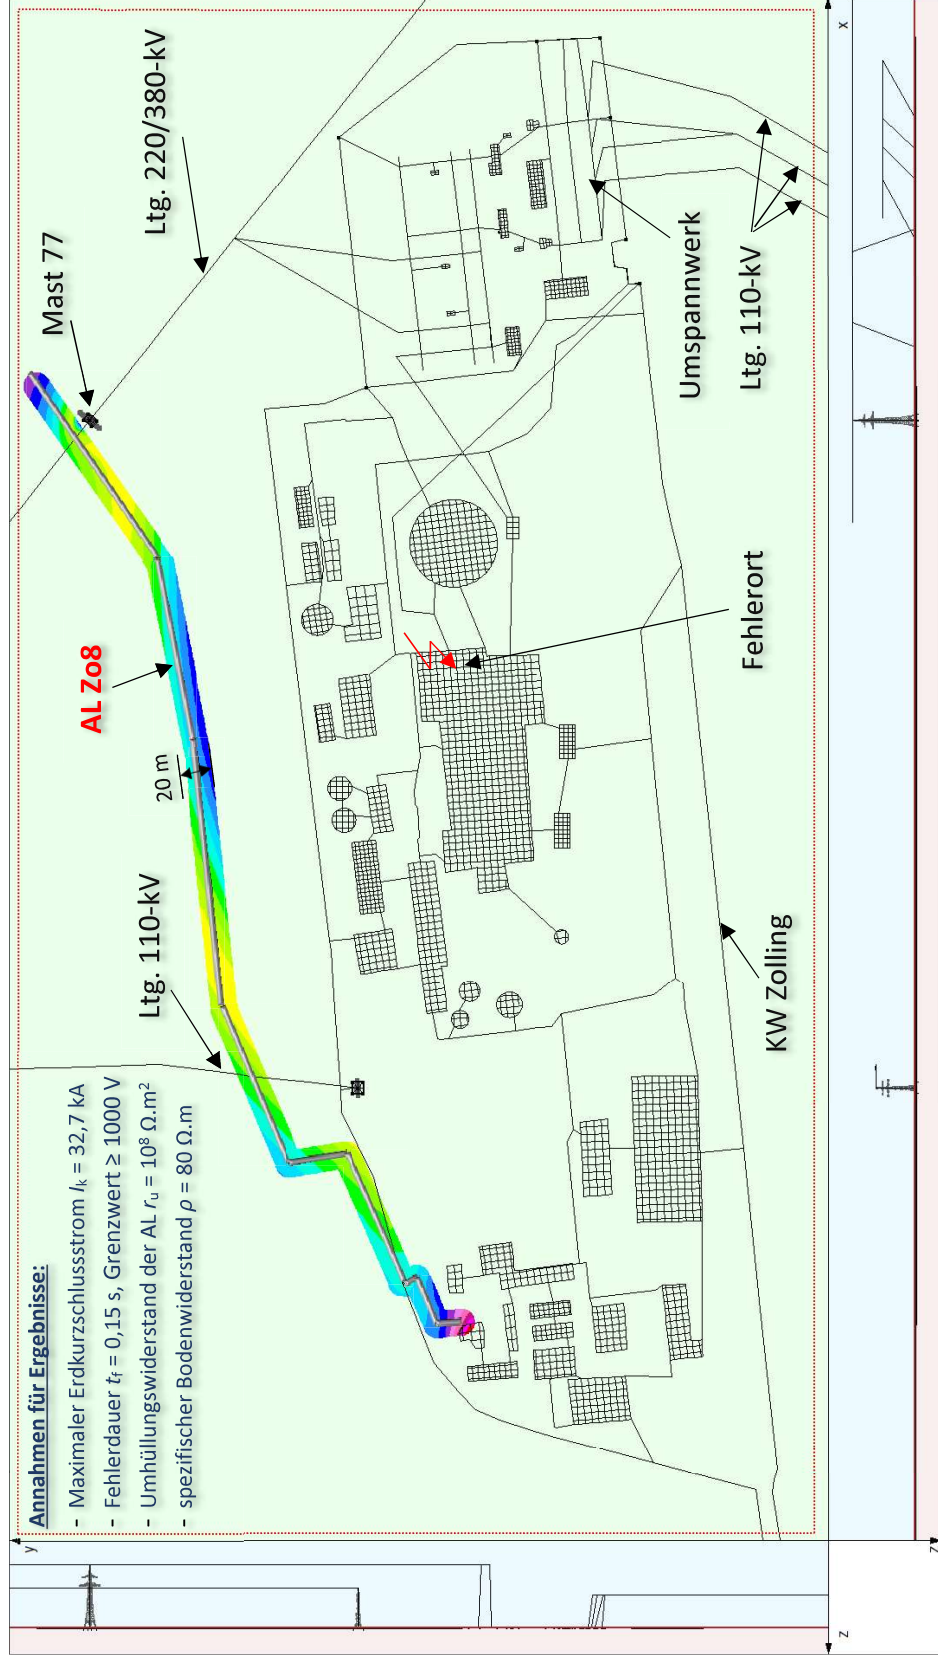 Annahmen für Ergebnisse:
- Maximaler Erdkurzschlussstrom Ik = 32,7 kA
- Fehlerdauer tf = 0,15 s, Grenzwert ≥ 1000 V
- Umhüllungswiderstand der AL ru = 10⁸ Ω.m²
- spezifischer Bodenwiderstand ρ = 80 Ω.m
Ltg. 110-kV
20 m
AL Zo8
Mast 77
Ltg. 220/380-kV
Fehlerort
KW Zolling
Umspannwerk
Ltg. 110-kV
y
x
z
z